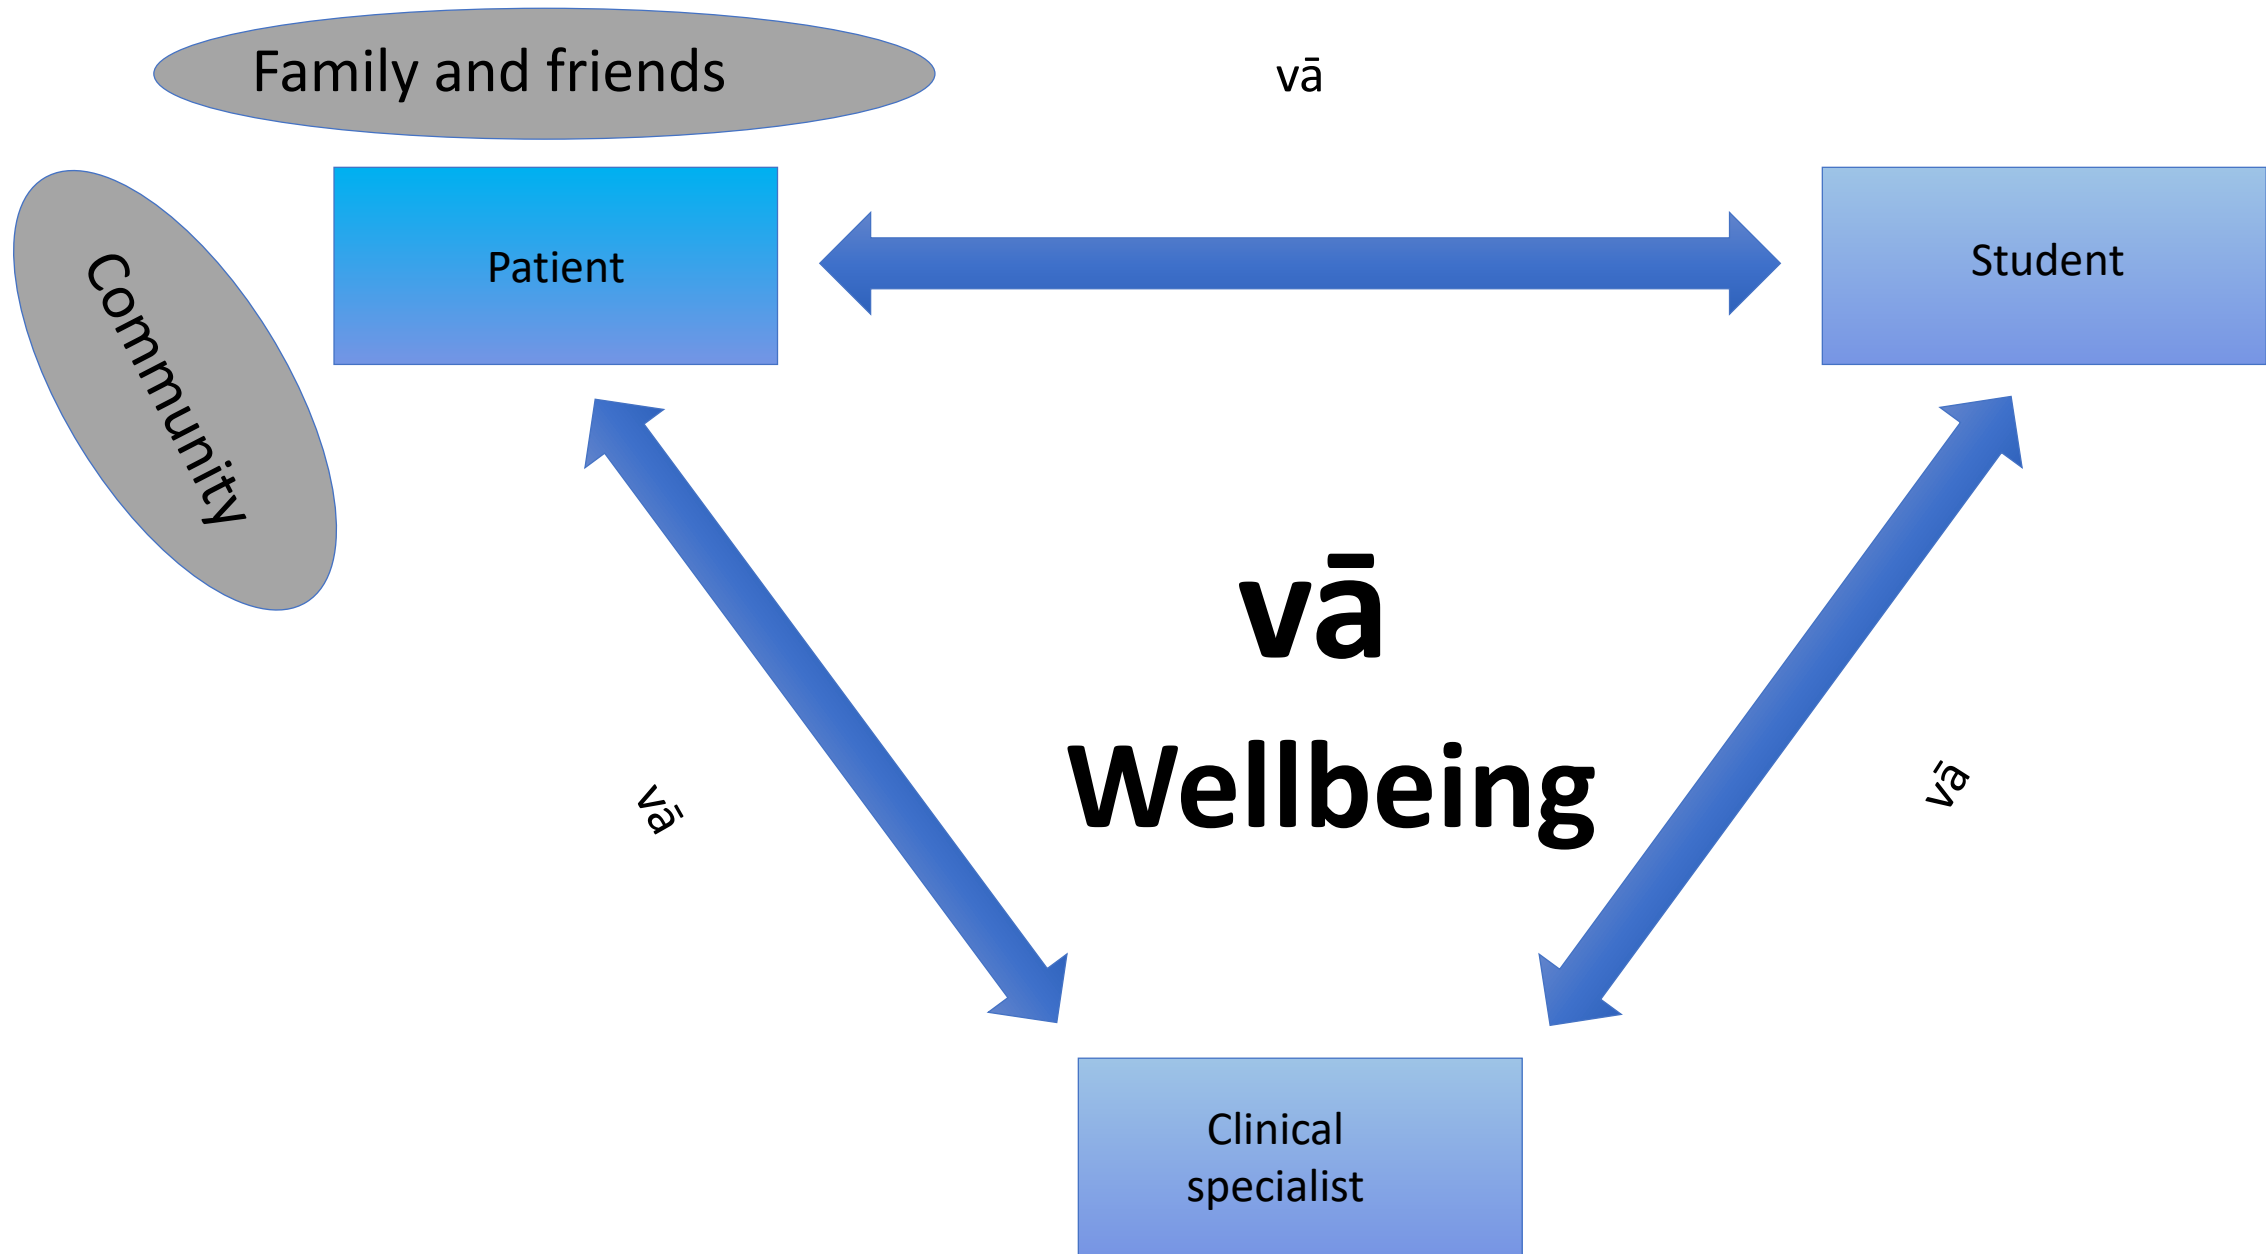 Family and friends
vā
Patient
Student
Community
vā
Wellbeing
vā
vā
Clinical
specialist